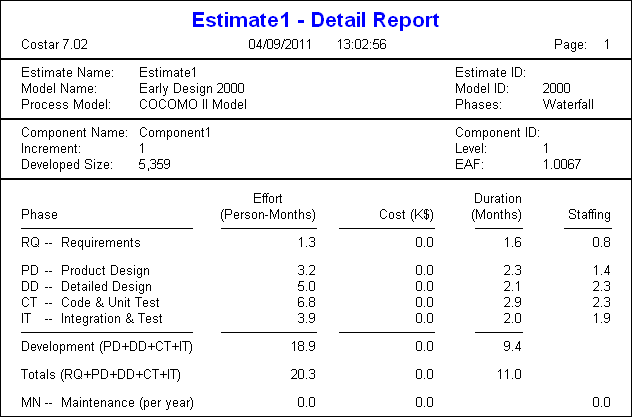 Estimate1 - Detail Report
Costar 7.02 04/09/2011 13:02:56 Page: 1
Estimate Name: Estimate1 Estimate ID:
Model Name: Early Design 2000 Model ID: 2000
Process Model: COCOMO II Model Phases: Waterfall
Component Name: Component1 Component ID:
Increment: 1 Level: 1
Developed Size: 5,359 EAF: 1.0067
Effort Duration
Phase (Person-Months) Cost (K$) (Months) Staffing
RQ -- Requirements 1.3 0.0 1.6 0.8
PD -- Product Design 3.2 0.0 2.3 1.4
DD -- Detailed Design 5.0 0.0 2.1 2.3
CT -- Code & Unit Test 6.8 0.0 2.9 2.3
IT -- Integration & Test 3.9 0.0 2.0 1.9
Development (PD+DD+CT+IT) 18.9 0.0 9.4
Totals (RQ+PD+DD+CT+IT) 20.3 0.0 11.0
MN -- Maintenance (per year) 0.0 0.0 0.0